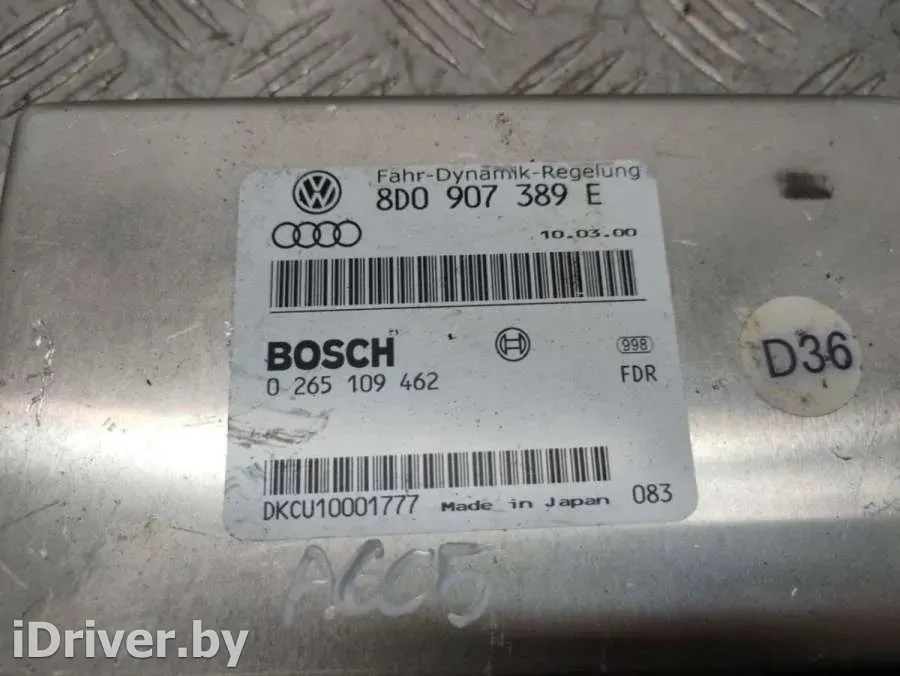 Fahr-Dynamik-Regelung
8D0 907 389 E
10.03.00
BOSCH
998
0 265 109 462
FDR
D36
DKCU10001777 Made in Japan 083
A6C5
iDriver.by